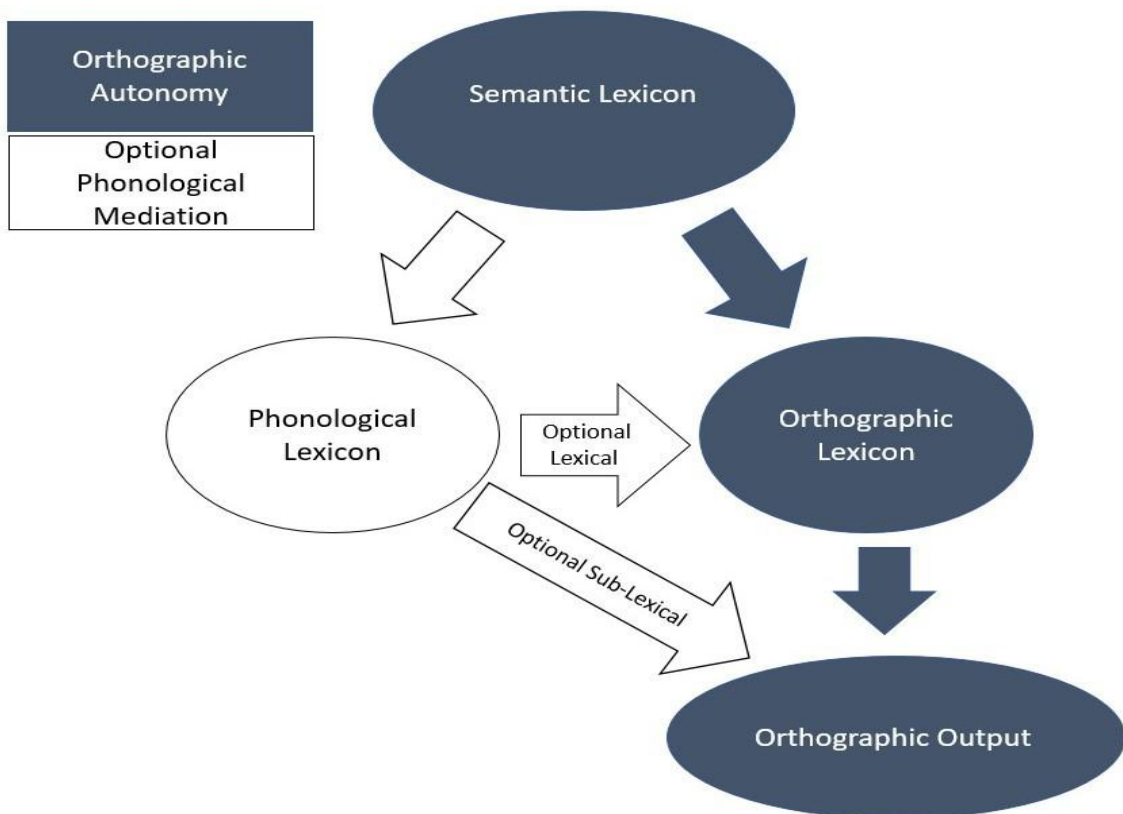 Orthographic
Autonomy
Optional
Phonological
Mediation
Semantic Lexicon
Phonological
Lexicon
Optional
Lexical
Orthographic
Lexicon
Optional Sub-Lexical
Orthographic Output